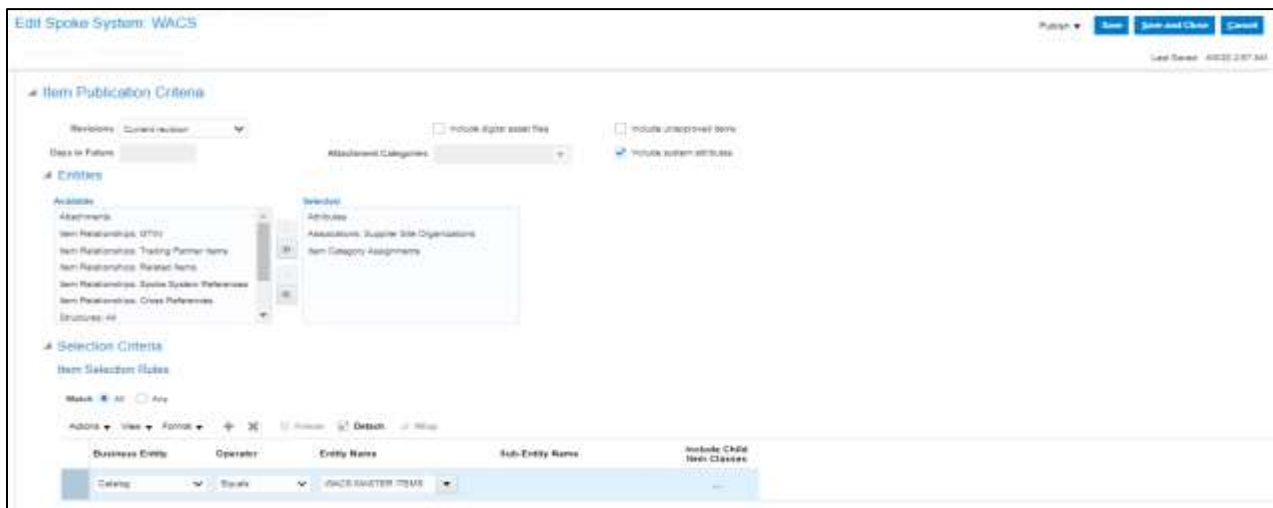 Edit Spoke System: WACS
Publish Save Save and Close Cancel
Last Saved
Item Publication Criteria
Revisions Current revision Include digital asset files Include unapproved items
Days in Future Attachment Categories Include system attributes
Entities
Available Selected
Attachments Attributes
Item Relationships: GTIN Associations: Supplier Site Organizations
Item Relationships: Trading Partner Items Item Category Assignments
Item Relationships: Related Items
Item Relationships: Spoke System References
Item Relationships: Cross References
Structures: All
Selection Criteria
Item Selection Rules
Match All Any
Actions View Format Freeze Detach Wrap
Business Entity Operator Entity Name Sub-Entity Name Include Child Item Classes
Catalog Equals WACS MASTER ITEMS